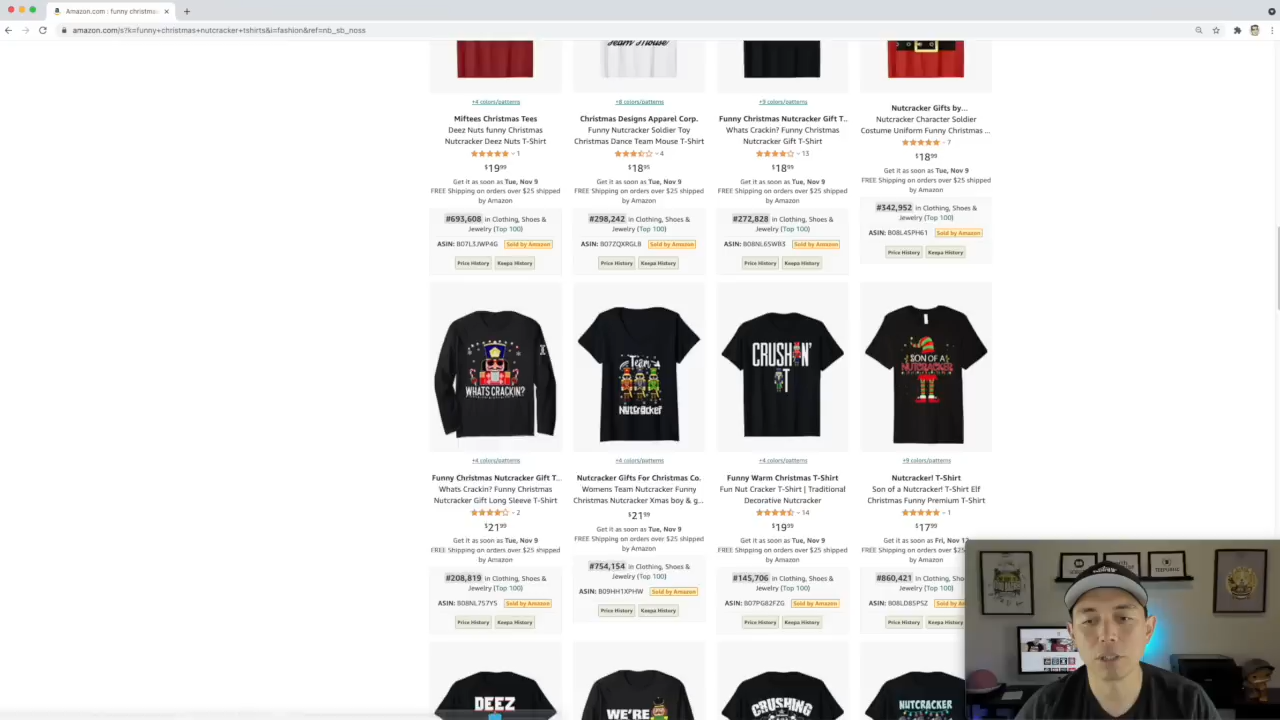 Amazon.com : funny christmas
amazon.com/s?k=funny+christmas+nutcracker+tshirts&i=fashion&ref=nb_sb_noss
Team Mouse
+4 colors/patterns
Miftees Christmas Tees
Deez Nuts funny Christmas
Nutcracker Deez Nuts T-Shirt
1
$19 99
Get it as soon as Tue, Nov 9
FREE Shipping on orders over $25 shipped
by Amazon
#693,608 in Clothing, Shoes &
Jewelry (Top 100)
ASIN: B07L3JWP4G Sold by Amazon
Price History Keepa History
+8 colors/patterns
Christmas Designs Apparel Corp.
Funny Nutcracker Soldier Toy
Christmas Dance Team Mouse T-Shirt
4
$18 95
Get it as soon as Tue, Nov 9
FREE Shipping on orders over $25 shipped
by Amazon
#298,242 in Clothing, Shoes &
Jewelry (Top 100)
ASIN: B07ZQXRGL8 Sold by Amazon
Price History Keepa History
+9 colors/patterns
Funny Christmas Nutcracker Gift T..
Whats Crackin? Funny Christmas
Nutcracker Gift T-Shirt
13
$18 99
Get it as soon as Tue, Nov 9
FREE Shipping on orders over $25 shipped
by Amazon
#272,828 in Clothing, Shoes &
Jewelry (Top 100)
ASIN: B08NL6SWB3 Sold by Amazon
Price History Keepa History
Nutcracker Gifts by...
Nutcracker Character Soldier
Costume Uniform Funny Christmas ...
7
$18 99
Get it as soon as Tue, Nov 9
FREE Shipping on orders over $25 shipped
by Amazon
#342,952 in Clothing, Shoes &
Jewelry (Top 100)
ASIN: B08L4SPH61 Sold by Amazon
Price History Keepa History
WHATS CRACKIN?
+4 colors/patterns
Funny Christmas Nutcracker Gift T...
Whats Crackin? Funny Christmas
Nutcracker Gift Long Sleeve T-Shirt
2
$21 99
Get it as soon as Tue, Nov 9
FREE Shipping on orders over $25 shipped
by Amazon
#208,819 in Clothing, Shoes &
Jewelry (Top 100)
ASIN: B08NL757Y5 Sold by Amazon
Price History Keepa History
Team
Nutcracker
+4 colors/patterns
Nutcracker Gifts For Christmas Co.
Womens Team Nutcracker Funny
Christmas Nutcracker Xmas boy & g...
$21 99
Get it as soon as Tue, Nov 9
FREE Shipping on orders over $25 shipped
by Amazon
#754,154 in Clothing, Shoes &
Jewelry (Top 100)
ASIN: B09HH1XPHW Sold by Amazon
Price History Keepa History
CRUSHIN'
T
+4 colors/patterns
Funny Warm Christmas T-Shirt
Fun Nut Cracker T-Shirt | Traditional
Decorative Nutcracker
14
$19 99
Get it as soon as Tue, Nov 9
FREE Shipping on orders over $25 shipped
by Amazon
#145,706 in Clothing, Shoes &
Jewelry (Top 100)
ASIN: B07PG82FZG Sold by Amazon
Price History Keepa History
SON OF A
NUTCRACKER
+9 colors/patterns
Nutcracker! T-Shirt
Son of a Nutcracker! T-Shirt Elf
Christmas Funny Premium T-Shirt
1
$17 99
Get it as soon as Fri, Nov
FREE Shipping on orders over $25 shipped
by Amazon
#860,421 in Clothing, Sho
Jewelry (Top 100)
ASIN: B08LD8SPSZ Sold by A
Price History Keepa History
DEEZ
WE'RE
CRUSHING
NUTCRACKER